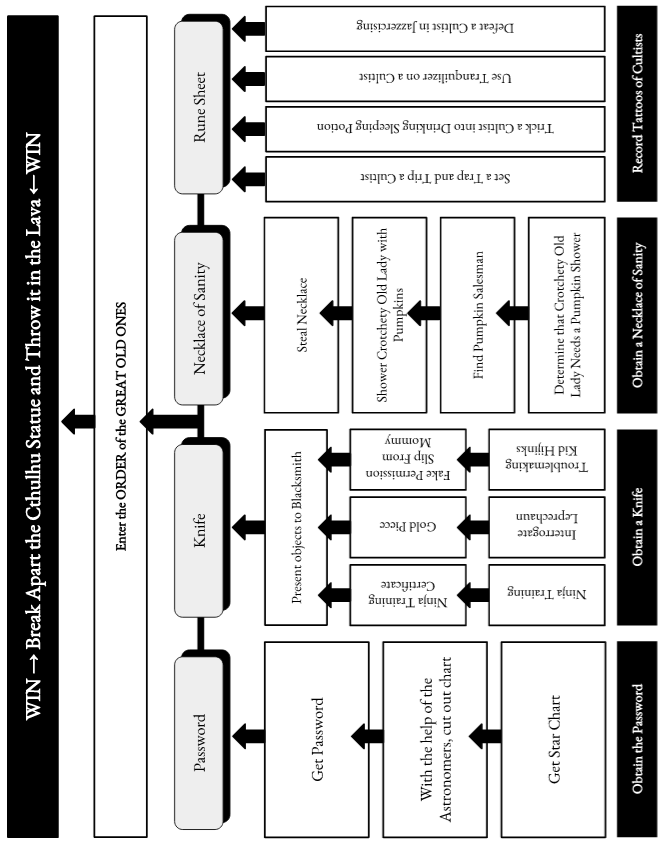 WIN → Break Apart the Cthulhu Statue and Throw it in the Lava ← WIN
Enter the ORDER of the GREAT OLD ONES
Password
Get Password
With the help of the
Astronomers, cut out chart
Get Star Chart
Obtain the Password
Knife
Present objects to Blacksmith
Ninja Training
Certificate
Ninja Training
Gold Piece
Interrogate
Leprechaun
Fake Permission
Slip From
Mommy
Troublemaking
Kid Hijinks
Obtain a Knife
Necklace of Sanity
Steal Necklace
Shower Crotchety Old Lady with
Pumpkins
Find Pumpkin Salesman
Determine that Crotchety Old
Lady Needs a Pumpkin Shower
Obtain a Necklace of Sanity
Rune Sheet
Set a Trap and Trip a Cultist
Trick a Cultist into Drinking Sleeping Potion
Use Tranquilizer on a Cultist
Defeat a Cultist in Jazzercising
Record Tattoos of Cultists